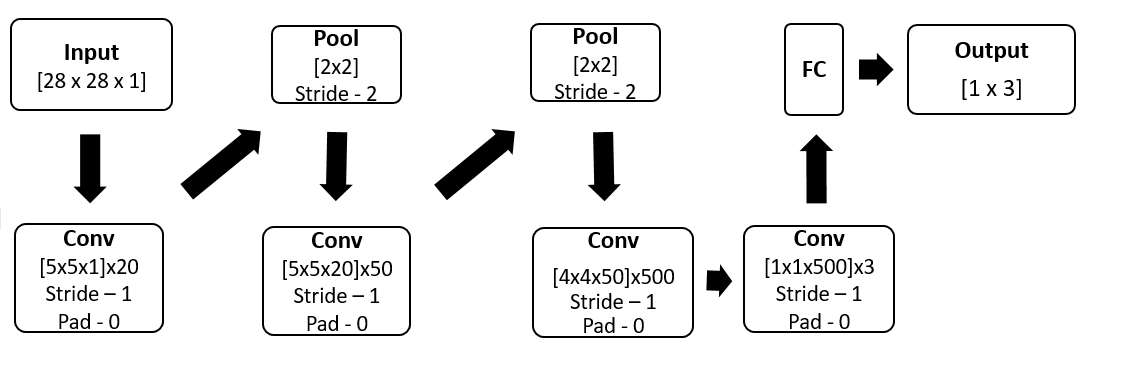 Input
[28 x 28 x 1]
Conv
[5x5x1]x20
Stride – 1
Pad - 0
Pool
[2x2]
Stride - 2
Conv
[5x5x20]x50
Stride – 1
Pad - 0
Pool
[2x2]
Stride - 2
Conv
[4x4x50]x500
Stride – 1
Pad - 0
Conv
[1x1x500]x3
Stride – 1
Pad - 0
FC
Output
[1 x 3]